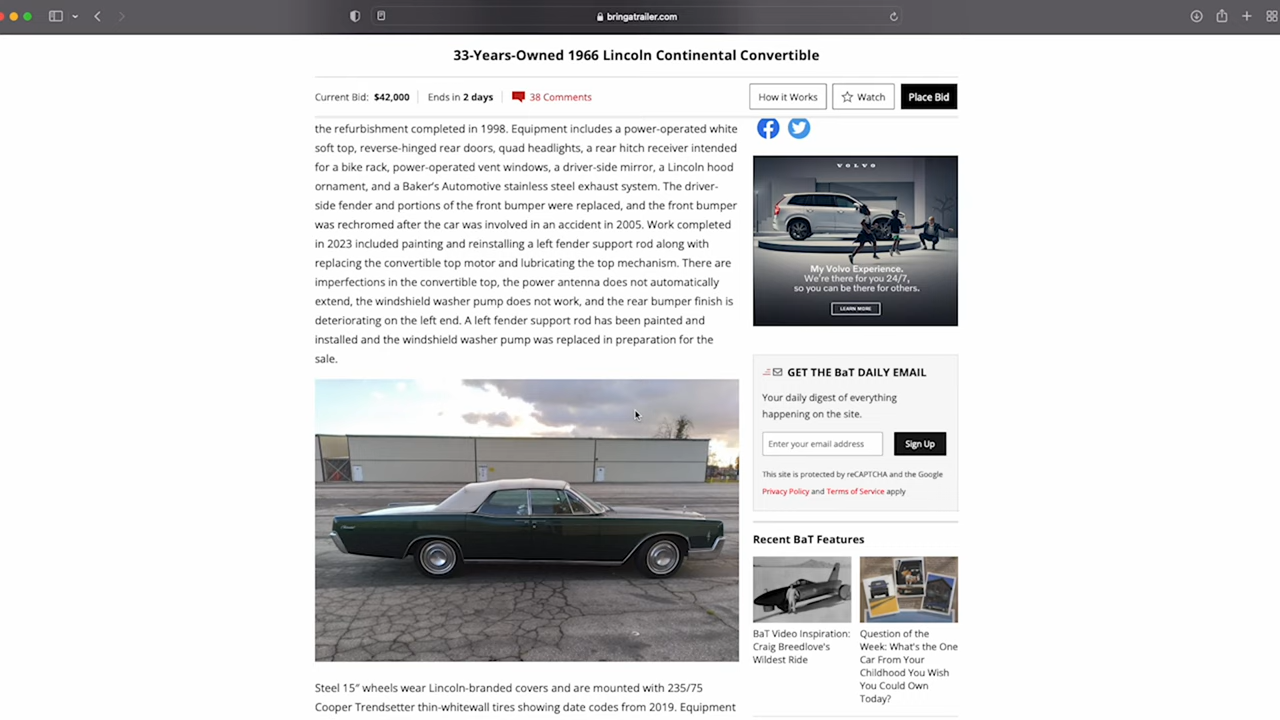 bringatrailer.com
33-Years-Owned 1966 Lincoln Continental Convertible
Current Bid: $42,000
Ends in 2 days
38 Comments
How it Works
Watch
Place Bid
the refurbishment completed in 1998. Equipment includes a power-operated white
soft top, reverse-hinged rear doors, quad headlights, a rear hitch receiver intended
for a bike rack, power-operated vent windows, a driver-side mirror, a Lincoln hood
ornament, and a Baker's Automotive stainless steel exhaust system. The driver-
side fender and portions of the front bumper were replaced, and the front bumper
was rechromed after the car was involved in an accident in 2005. Work completed
in 2023 included painting and reinstalling a left fender support rod along with
replacing the convertible top motor and lubricating the top mechanism. There are
imperfections in the convertible top, the power antenna does not automatically
extend, the windshield washer pump does not work, and the rear bumper finish is
deteriorating on the left end. A left fender support rod has been painted and
installed and the windshield washer pump was replaced in preparation for the
sale.
Steel 15″ wheels wear Lincoln-branded covers and are mounted with 235/75
Cooper Trendsetter thin-whitewall tires showing date codes from 2019. Equipment
VOLVO
My Volvo Experience.
We're there for you 24/7,
so you can be there for others.
LEARN MORE
GET THE BaT DAILY EMAIL
Your daily digest of everything
happening on the site.
Enter your email address
Sign Up
This site is protected by reCAPTCHA and the Google
Privacy Policy and Terms of Service apply
Recent BaT Features
BaT Video Inspiration:
Craig Breedlove's
Wildest Ride
Question of the
Week: What's the One
Car From Your
Childhood You Wish
You Could Own
Today?